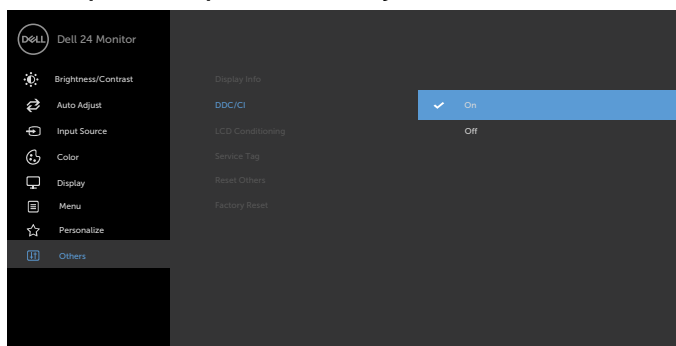 DELL Dell 24 Monitor
Brightness/Contrast
Auto Adjust
Input Source
Color
Display
Menu
Personalize
Others
Display Info
DDC/CI
LCD Conditioning
Service Tag
Reset Others
Factory Reset
On
Off